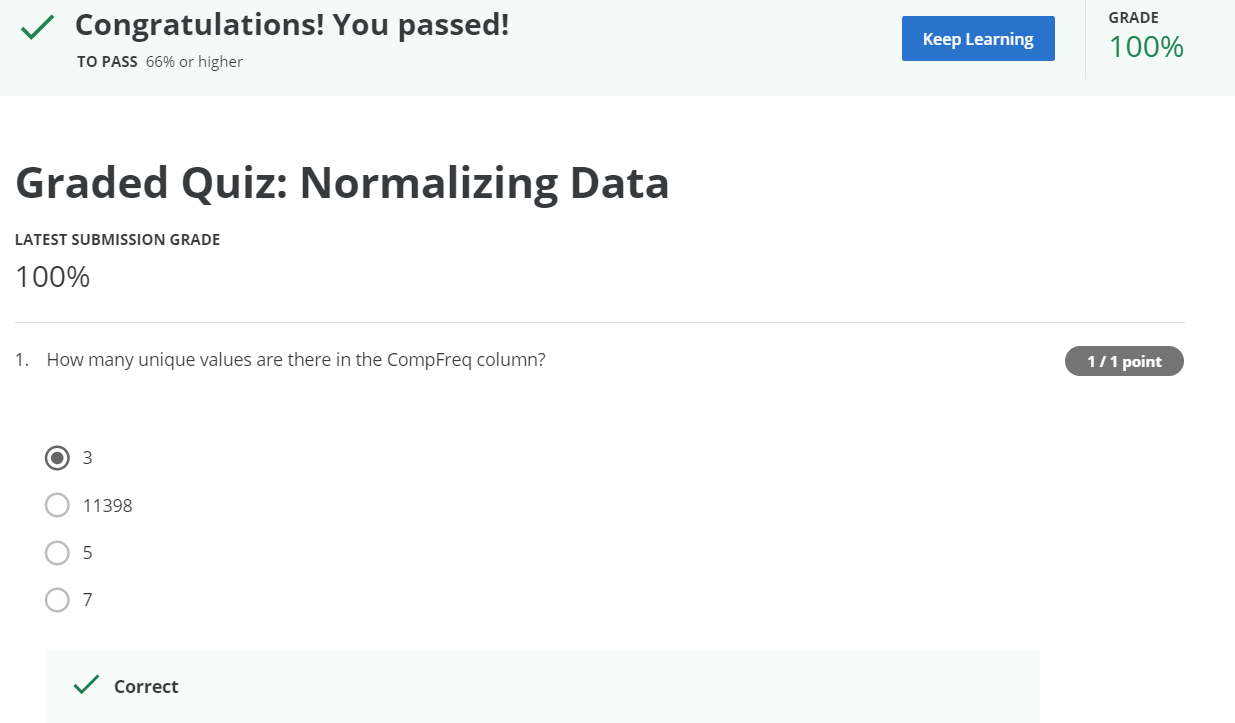 Congratulations! You passed!
TO PASS 66% or higher
Keep Learning
GRADE
100%
Graded Quiz: Normalizing Data
LATEST SUBMISSION GRADE
100%
1. How many unique values are there in the CompFreq column?
1 / 1 point
3
11398
5
7
Correct